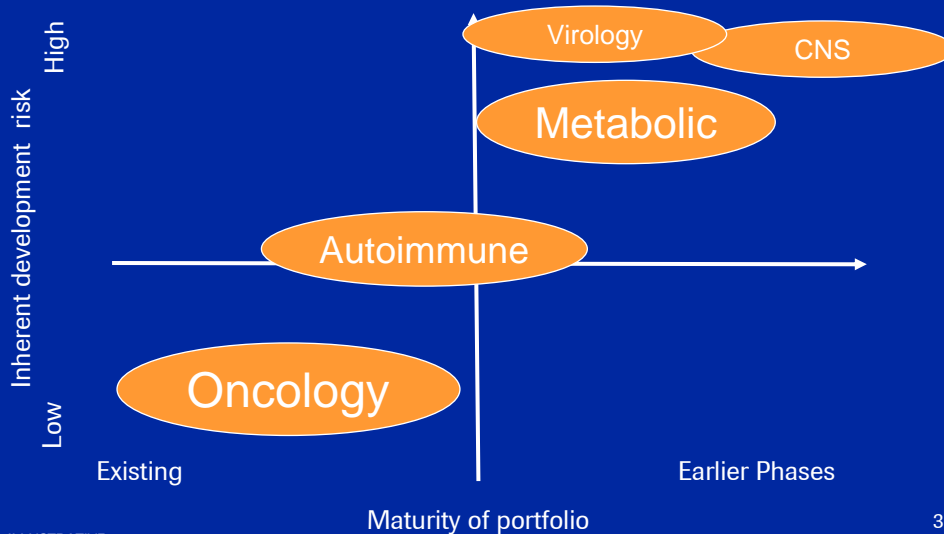 High
Virology
CNS
Metabolic
Inherent development risk
Autoimmune
Oncology
Low
Existing
Earlier Phases
Maturity of portfolio
3